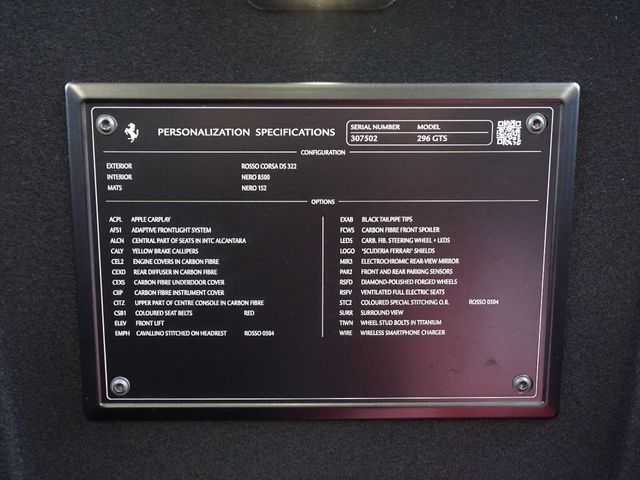 PERSONALIZATION SPECIFICATIONS
SERIAL NUMBER MODEL
307502 296 GTS
CONFIGURATION
EXTERIOR ROSSO CORSA DS 322
INTERIOR NERO 8500
MATS NERO 152
OPTIONS
ACPL APPLE CARPLAY
AFS1 ADAPTIVE FRONTLIGHT SYSTEM
ALCN CENTRAL PART OF SEATS IN INTC ALCANTARA
CALY YELLOW BRAKE CALLIPERS
CEL2 ENGINE COVERS IN CARBON FIBRE
CEXD REAR DIFFUSER IN CARBON FIBRE
CEXS CARBON FIBRE UNDERDOOR COVER
CIIP CARBON FIBRE INSTRUMENT COVER
CITZ UPPER PART OF CENTRE CONSOLE IN CARBON FIBRE
CSB1 COLOURED SEAT BELTS RED
ELEV FRONT LIFT
EMPH CAVALLINO STITCHED ON HEADREST ROSSO 0504
EXAB BLACK TAILPIPE TIPS
FCWS CARBON FIBRE FRONT SPOILER
LEDS CARB. FIB. STEERING WHEEL + LEDS
LOGO "SCUDERIA FERRARI" SHIELDS
MIR3 ELECTROCHROMIC REAR-VIEW MIRROR
PAR2 FRONT AND REAR PARKING SENSORS
RSFD DIAMOND-POLISHED FORGED WHEELS
RSFV VENTILATED FULL ELECTRIC SEATS
STC2 COLOURED SPECIAL STITCHING O.R. ROSSO 0504
SURR SURROUND VIEW
TIWN WHEEL STUD BOLTS IN TITANIUM
WIRE WIRELESS SMARTPHONE CHARGER